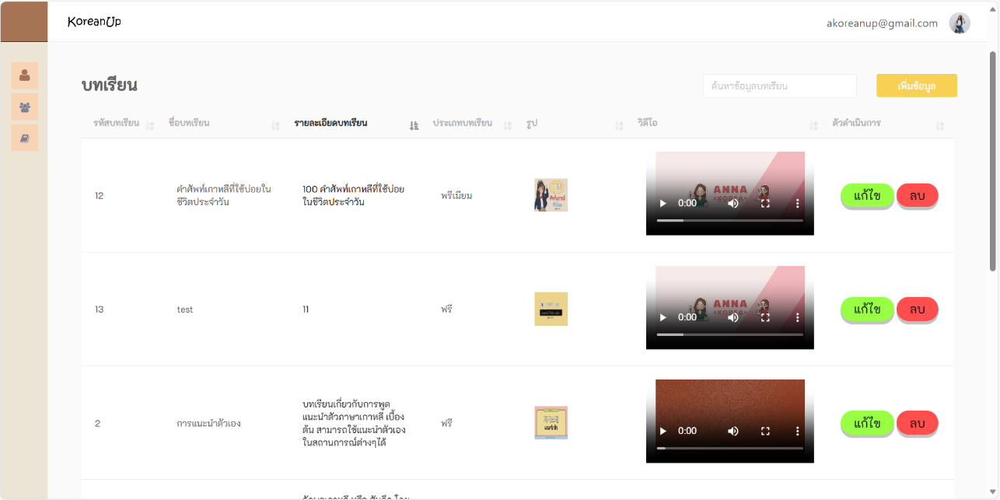 KoreanUp
akoreanup@gmail.com
บทเรียน
ค้นหาข้อมูลบทเรียน
เพิ่มข้อมูล
รหัสบทเรียน ชื่อบทเรียน รายละเอียดบทเรียน ประเภทบทเรียน รูป วิดีโอ ตัวดำเนินการ
12
คำศัพท์เกาหลีที่ใช้บ่อยใน
ชีวิตประจำวัน
100 คำศัพท์เกาหลีที่ใช้บ่อย
ในชีวิตประจำวัน
พรีเมียม
ANNA
KOREA
0:00
แก้ไข
ลบ
13
test
11
ฟรี
ANNA
KOREA
0:00
แก้ไข
ลบ
2
การแนะนำตัวเอง
บทเรียนเกี่ยวกับการพูด
แนะนำตัวภาษาเกาหลี เบื้อง
ต้น สามารถใช้แนะนำตัวเอง
ในสถานการณ์ต่างๆได้
ฟรี
0:00
แก้ไข
ลบ